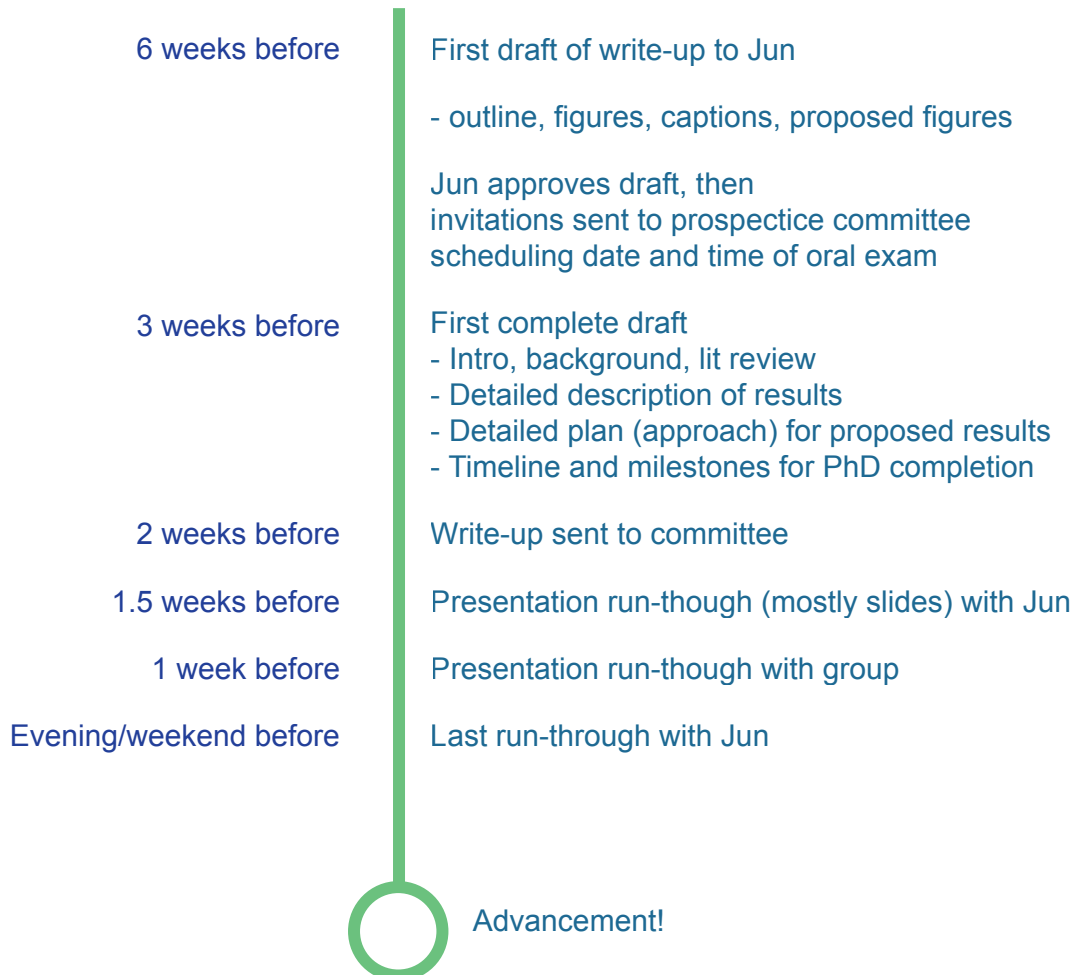 6 weeks before
First draft of write-up to Jun
- outline, figures, captions, proposed figures
Jun approves draft, then
invitations sent to prospectice committee
scheduling date and time of oral exam
3 weeks before
First complete draft
- Intro, background, lit review
- Detailed description of results
- Detailed plan (approach) for proposed results
- Timeline and milestones for PhD completion
2 weeks before
Write-up sent to committee
1.5 weeks before
Presentation run-though (mostly slides) with Jun
1 week before
Presentation run-though with group
Evening/weekend before
Last run-through with Jun
Advancement!